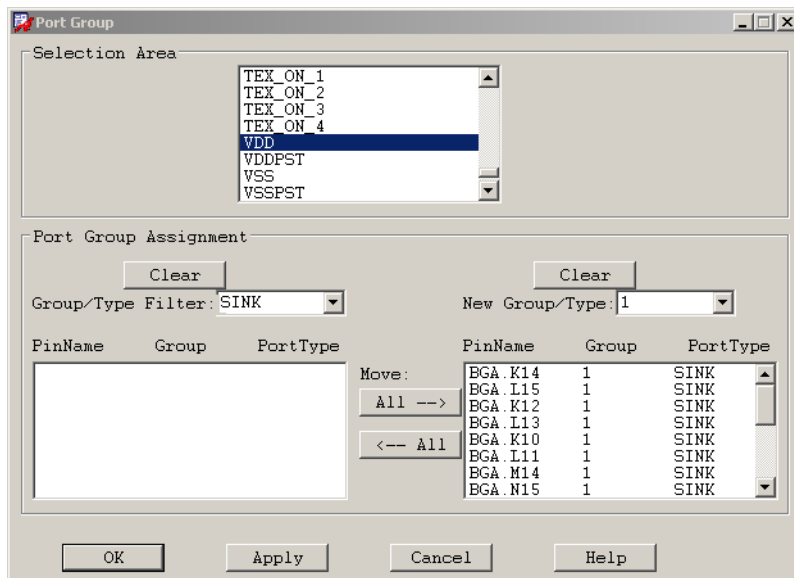 Port Group
Selection Area
TEX_ON_1
TEX_ON_2
TEX_ON_3
TEX_ON_4
VDD
VDDPST
VSS
VSSPST
Port Group Assignment
Clear
Clear
Group/Type Filter: SINK
New Group/Type: 1
PinName Group PortType
PinName Group PortType
Move:
All -->
<-- All
BGA.K14 1 SINK
BGA.L15 1 SINK
BGA.K12 1 SINK
BGA.L13 1 SINK
BGA.K10 1 SINK
BGA.L11 1 SINK
BGA.M14 1 SINK
BGA.N15 1 SINK
OK Apply Cancel Help